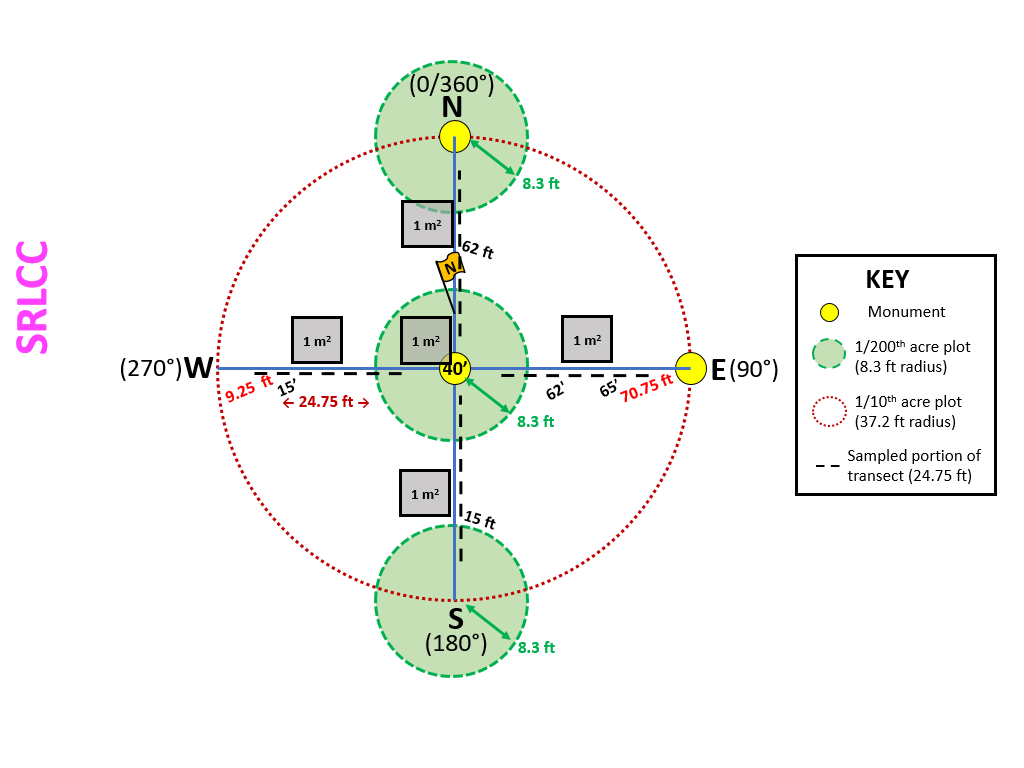 SRLCC
(0/360°)
N
8.3 ft
1 m²
62 ft
N
1 m²
1 m²
1 m²
(270°) W
40'
E (90°)
9.25 ft
15'
← 24.75 ft →
62'
65'
70.75 ft
8.3 ft
1 m²
15 ft
S
(180°)
8.3 ft
KEY
Monument
1/200th acre plot
(8.3 ft radius)
1/10th acre plot
(37.2 ft radius)
Sampled portion of
transect (24.75 ft)